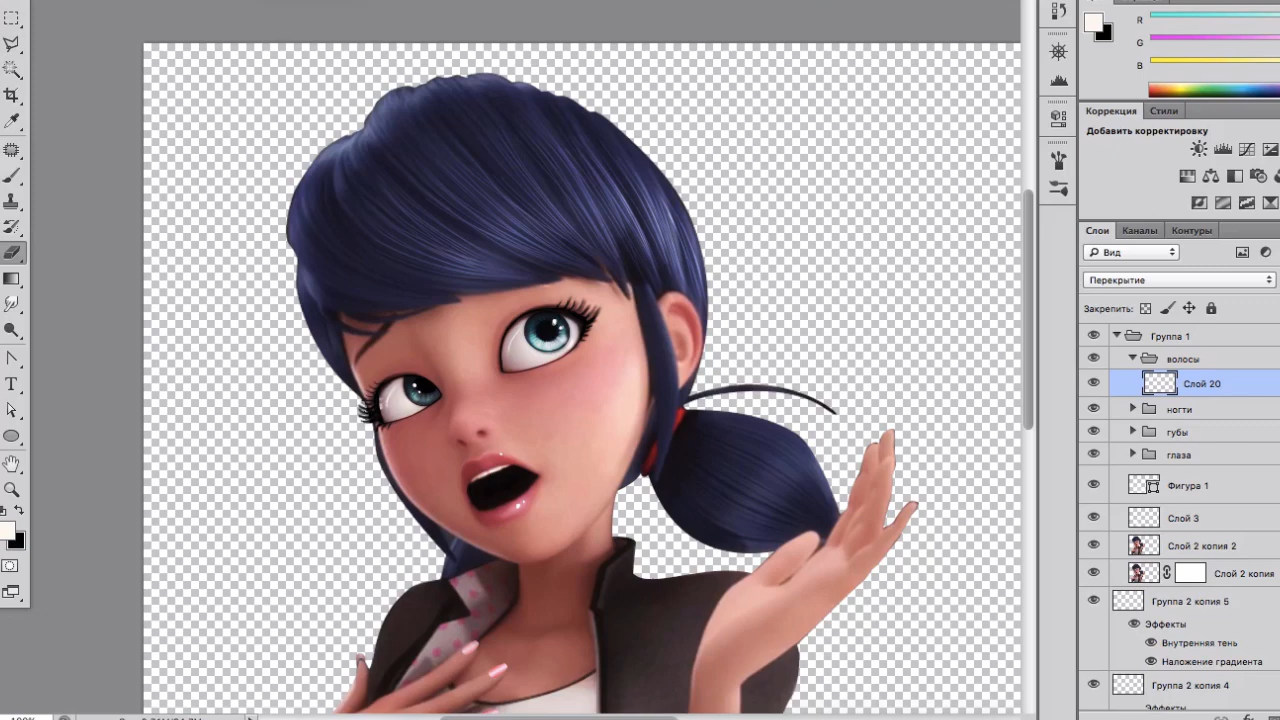 R
G
B
Коррекция Стили
Добавить корректировку
Слои Каналы Контуры
Вид
Перекрытие
Закрепить:
Группа 1
волосы
Слой 20
ногти
губы
глаза
Фигура 1
Слой 3
Слой 2 копия 2
Слой 2 копия
Группа 2 копия 5
Эффекты
Внутренняя тень
Наложение градиента
Группа 2 копия 4